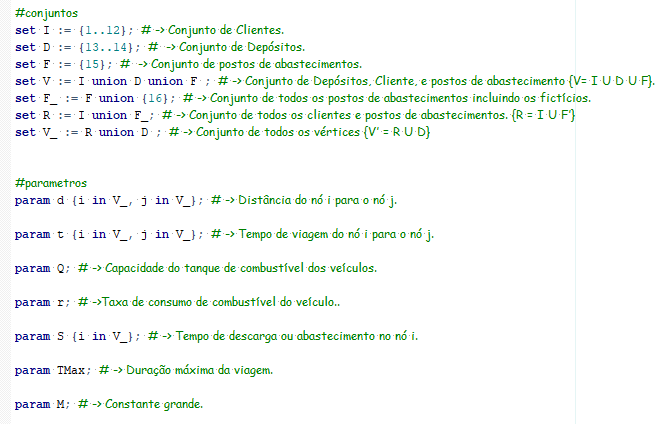 #conjuntos
set I := {1..12}; # -> Conjunto de Clientes.
set D := {13..14}; # -> Conjunto de Depósitos.
set F := {15}; # -> Conjunto de postos de abastecimentos.
set V := I union D union F ; # -> Conjunto de Depósitos, Cliente, e postos de abastecimento {V= I U D U F}.
set F_ := F union {16}; # -> Conjunto de todos os postos de abastecimentos incluindo os fictícios.
set R := I union F_; # -> Conjunto de todos os clientes e postos de abastecimentos. {R = I U F'}
set V_ := R union D ; # -> Conjunto de todos os vértices {V' = R U D}
#parametros
param d {i in V_, j in V_}; # -> Distância do nó i para o nó j.
param t {i in V_, j in V_}; # -> Tempo de viagem do nó i para o nó j.
param Q; # -> Capacidade do tanque de combustível dos veículos.
param r; # ->Taxa de consumo de combustível do veículo..
param S {i in V_}; # -> Tempo de descarga ou abastecimento no nó i.
param TMax; # -> Duração máxima da viagem.
param M; # -> Constante grande.